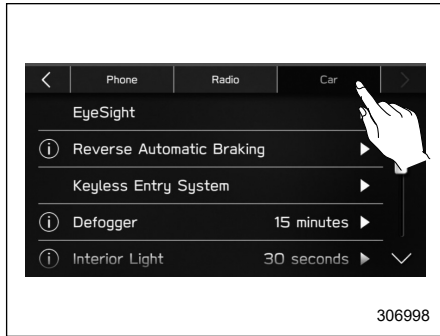 Phone Radio Car
EyeSight
Reverse Automatic Braking
Keyless Entry System
Defogger 15 minutes
Interior Light 30 seconds
306998